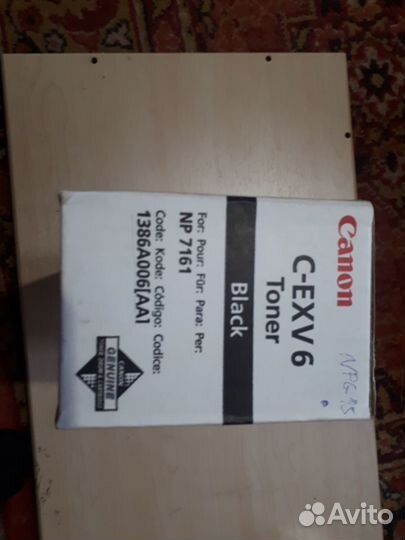 Canon
C-EXV 6
Toner
Black
For: Pour: Für: Para: Per:
NP 7161
Code: Kode: Código: Codice:
1386A006[AA]
CANON
GENUINE
Avito